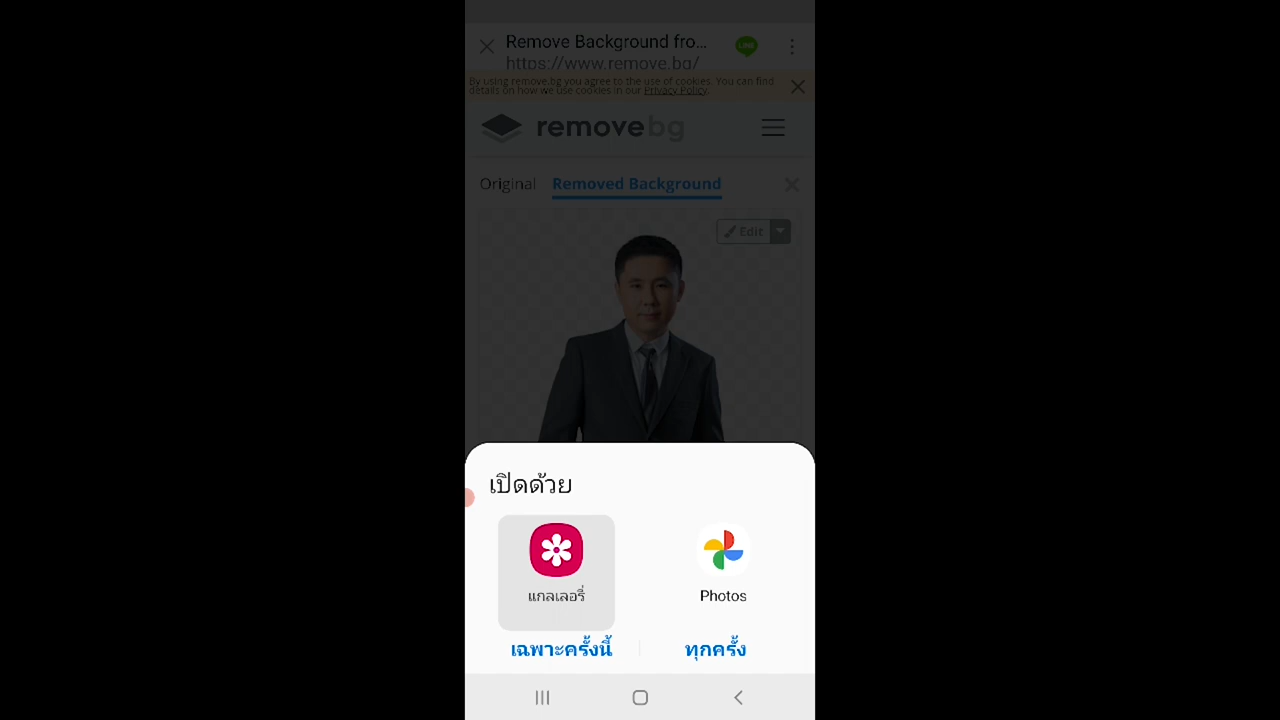 Remove Background fro...
LINE
https://www.remove.bg/
By using remove.bg you agree to the use of cookies. You can find
details on how we use cookies in our Privacy Policy.
removebg
Original
Removed Background
Edit
เปิดด้วย
แกลเลอรี่
Photos
เฉพาะครั้งนี้
ทุกครั้ง